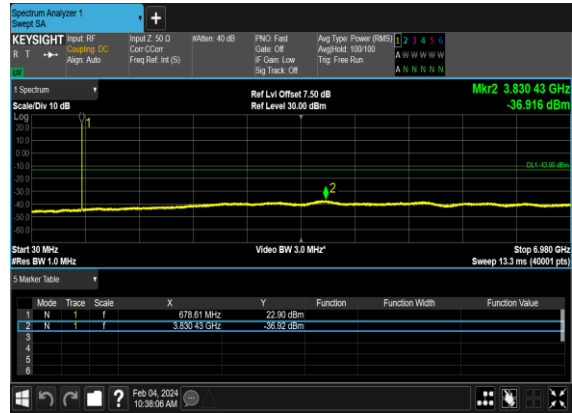 Spectrum Analyzer 1
Swept SA
+
KEYSIGHT Input: RF Input Z: 50 Ω #Atten: 40 dB PNO: Fast Avg Type: Power (RMS) 1 2 3 4 5 6
R T Coupling: DC Corr CCorr Gate: Off Avg|Hold: 100/100 A W W W W W
Align: Auto Freq Ref: Int (S) IF Gain: Low Trig: Free Run
Sig Track: Off A N N N N N
LW
1 Spectrum Ref Lvl Offset 7.50 dB Mkr2 3.830 43 GHz
Scale/Div 10 dB Ref Level 30.00 dBm -36.916 dBm
Log
20.0
1
10.0
0.00
-10.0
DL1 -13.00 dBm
-20.0
-30.0
2
-40.0
-50.0
-60.0
Start 30 MHz Video BW 3.0 MHz* Stop 6.980 GHz
#Res BW 1.0 MHz Sweep 13.3 ms (40001 pts)
5 Marker Table
Mode Trace Scale X Y Function Function Width Function Value
1 N 1 f 678.61 MHz 22.90 dBm
2 N 1 f 3.830 43 GHz -36.92 dBm
3
4
5
6
? Feb 04, 2024
10:38:06 AM